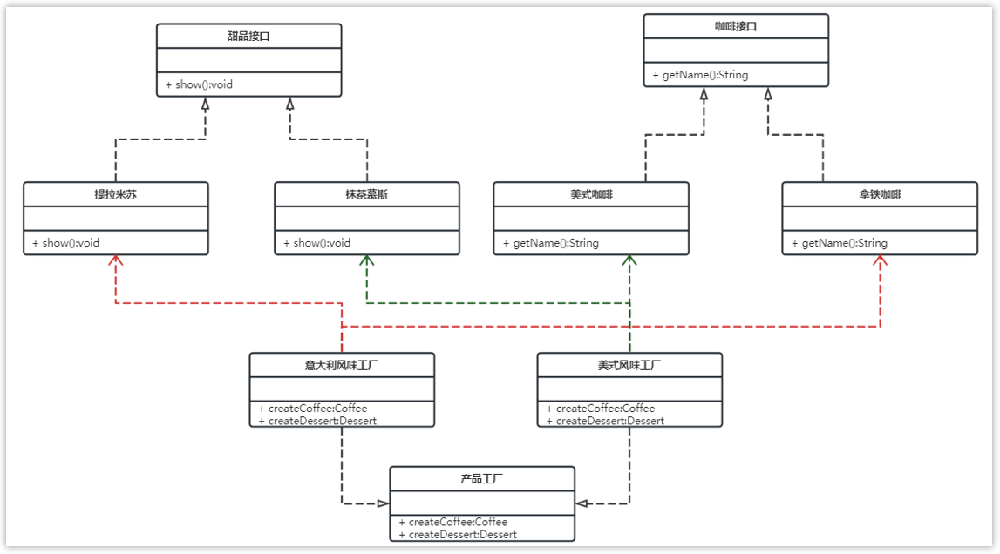 甜品接口
+ show():void
咖啡接口
+ getName():String
提拉米苏
+ show():void
抹茶慕斯
+ show():void
美式咖啡
+ getName():String
拿铁咖啡
+ getName():String
意大利风味工厂
+ createCoffee:Coffee
+ createDessert:Dessert
美式风味工厂
+ createCoffee:Coffee
+ createDessert:Dessert
产品工厂
+ createCoffee:Coffee
+ createDessert:Dessert